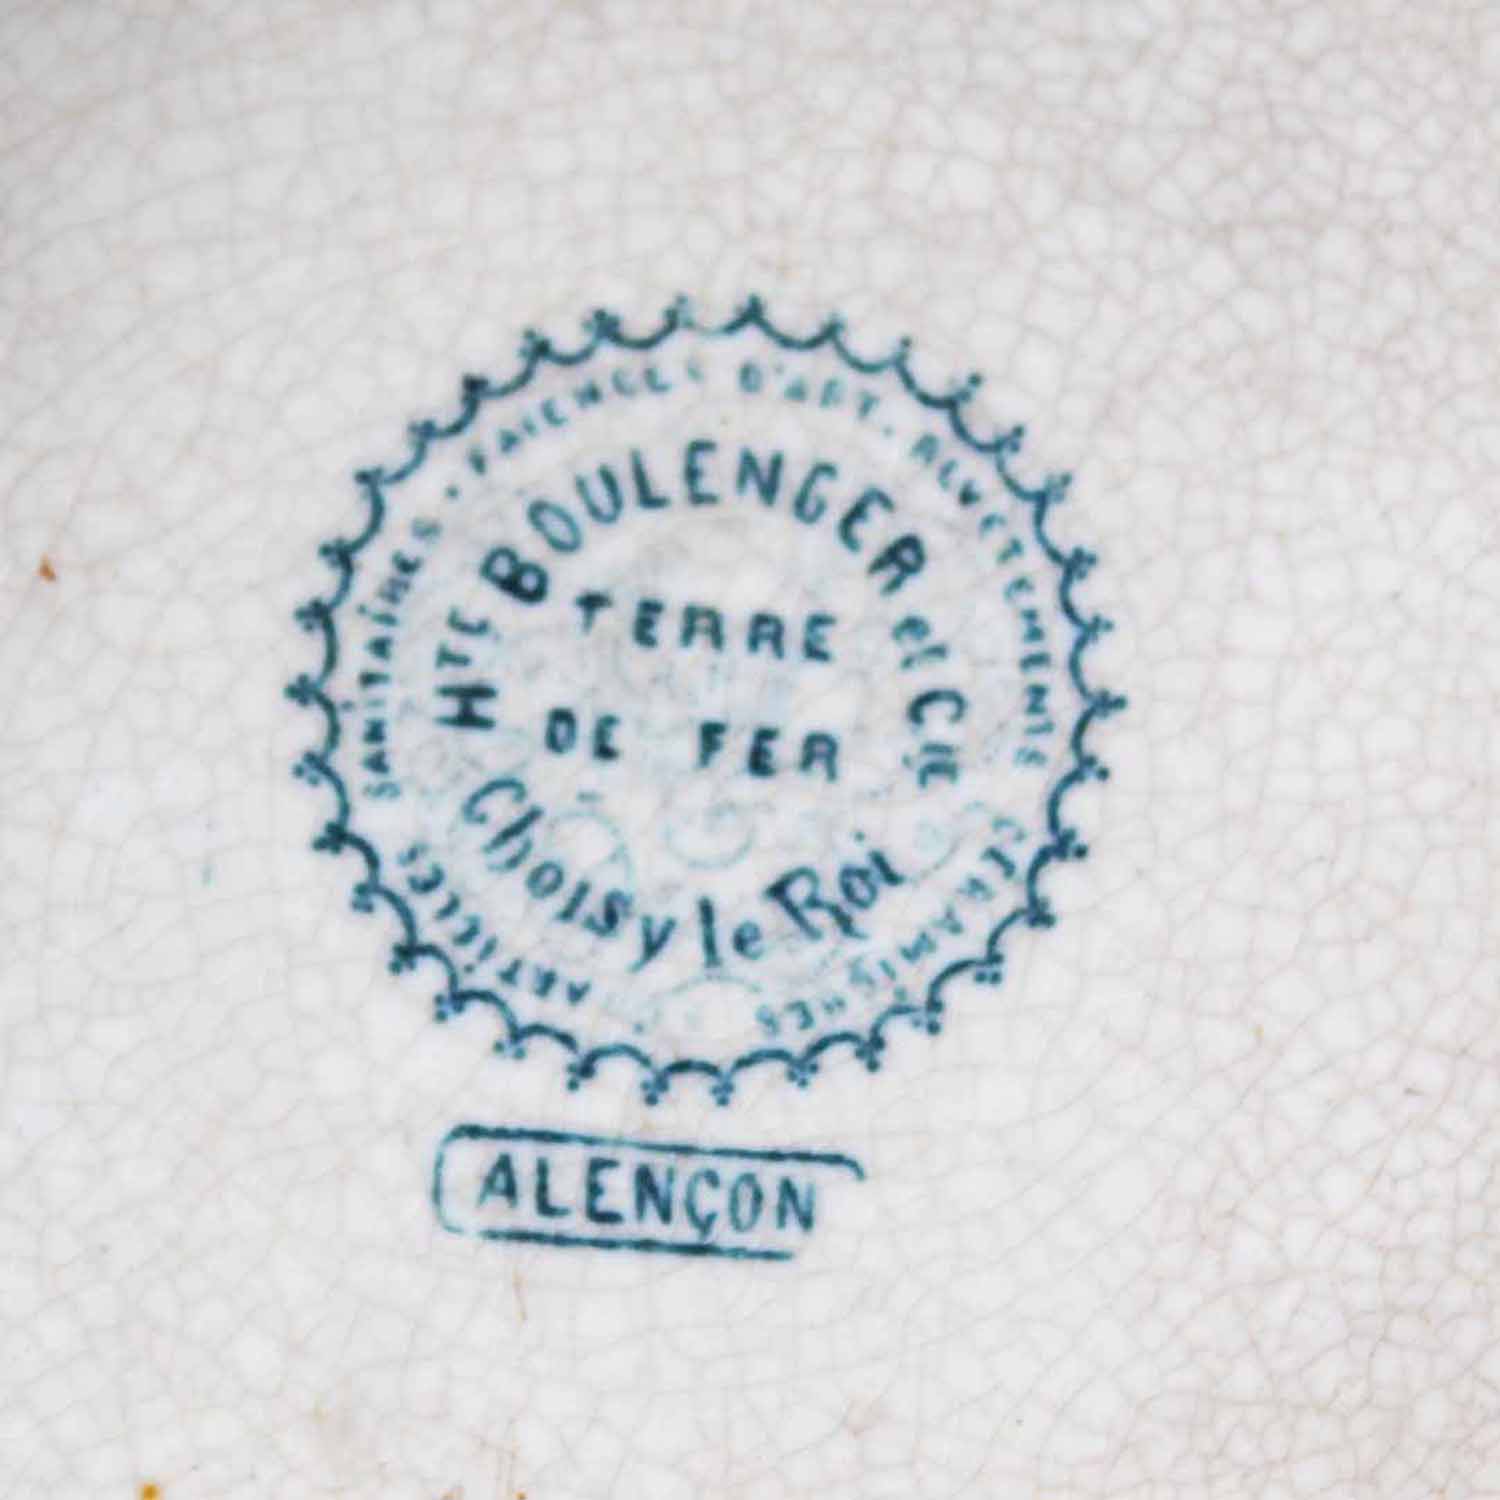 ARTICLES SANITAIRES . FAIENCES D'ART . REVETEMENTS CERAMIQUES
HTE BOULENGER et CIE
TERRE
DE FER
Choisy le Roi
ALENÇON